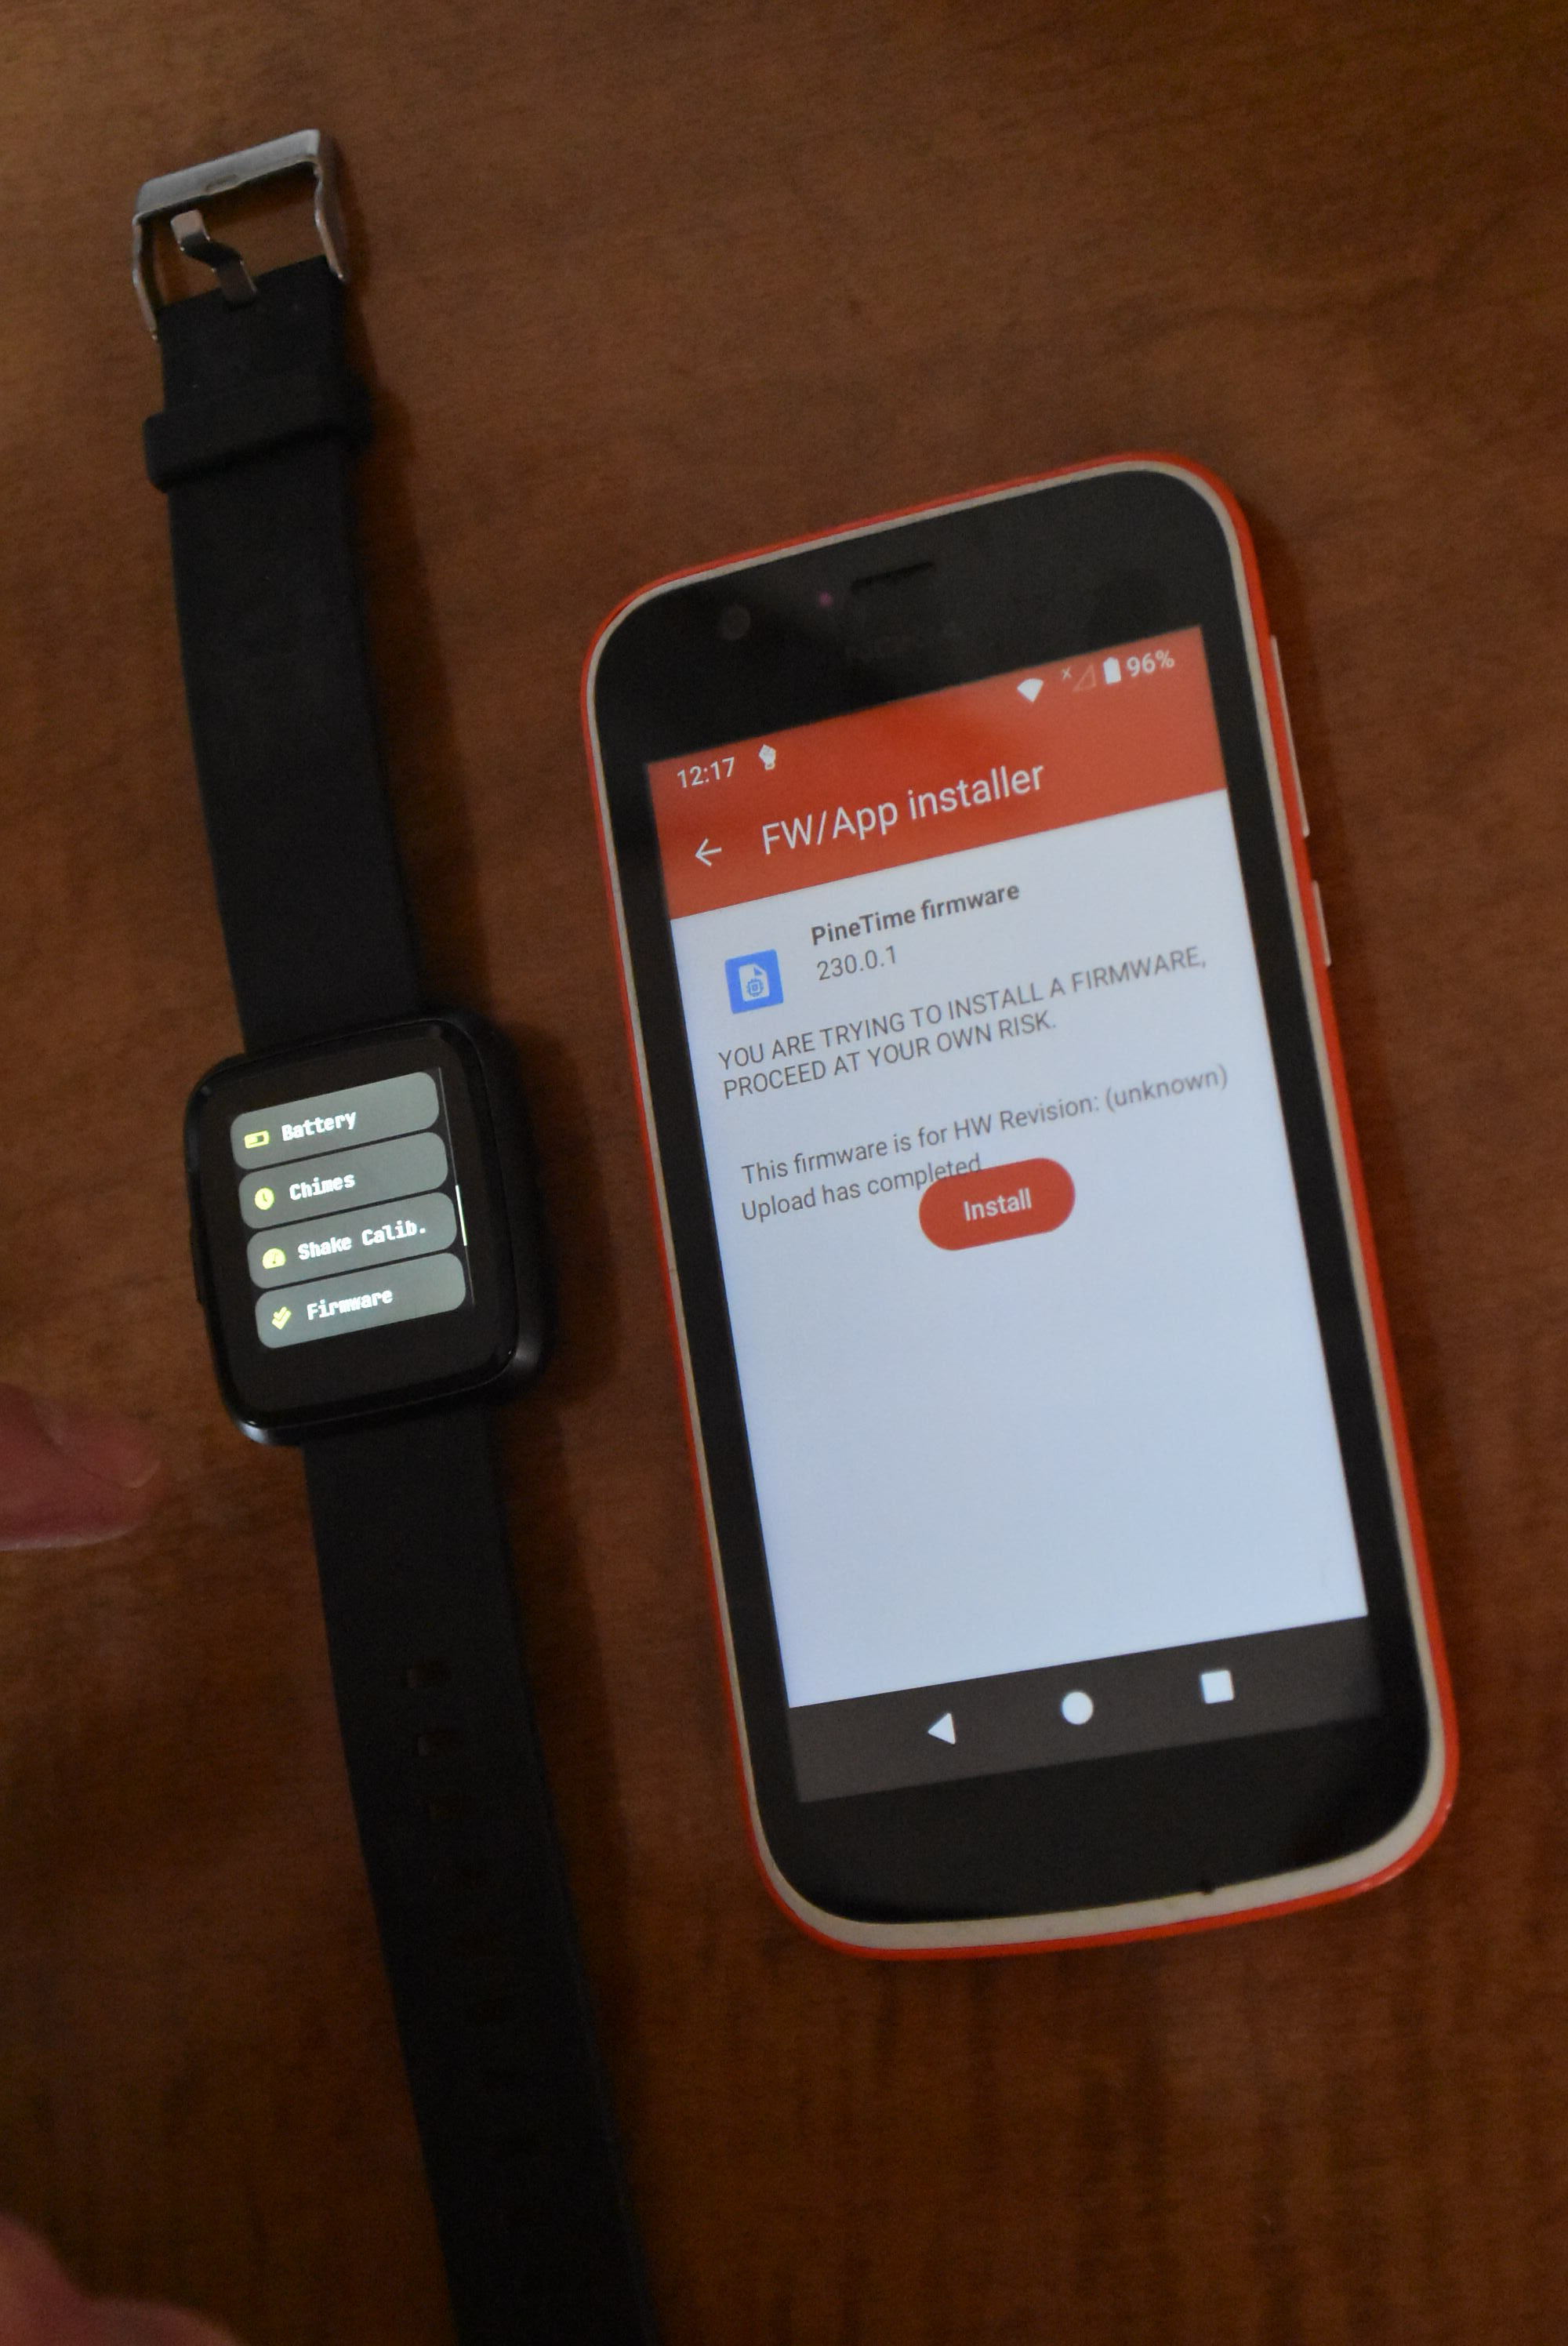 Battery
Chimes
Shake Calib.
Firmware
12:17
96%
FW/App installer
PineTime firmware
230.0.1
YOU ARE TRYING TO INSTALL A FIRMWARE,
PROCEED AT YOUR OWN RISK.
This firmware is for HW Revision: (unknown)
Upload has completed
Install